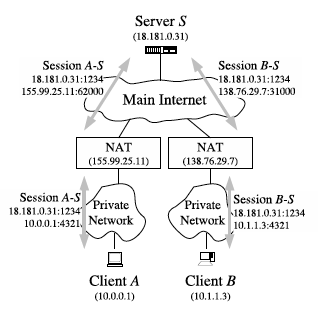 Server S
(18.181.0.31)
Session A-S
18.181.0.31:1234
155.99.25.11:62000
Session B-S
18.181.0.31:1234
138.76.29.7:31000
Main Internet
NAT
(155.99.25.11)
NAT
(138.76.29.7)
Session A-S
18.181.0.31:1234
10.0.0.1:4321
Private
Network
Private
Network
Session B-S
18.181.0.31:1234
10.1.1.3:4321
Client A
(10.0.0.1)
Client B
(10.1.1.3)